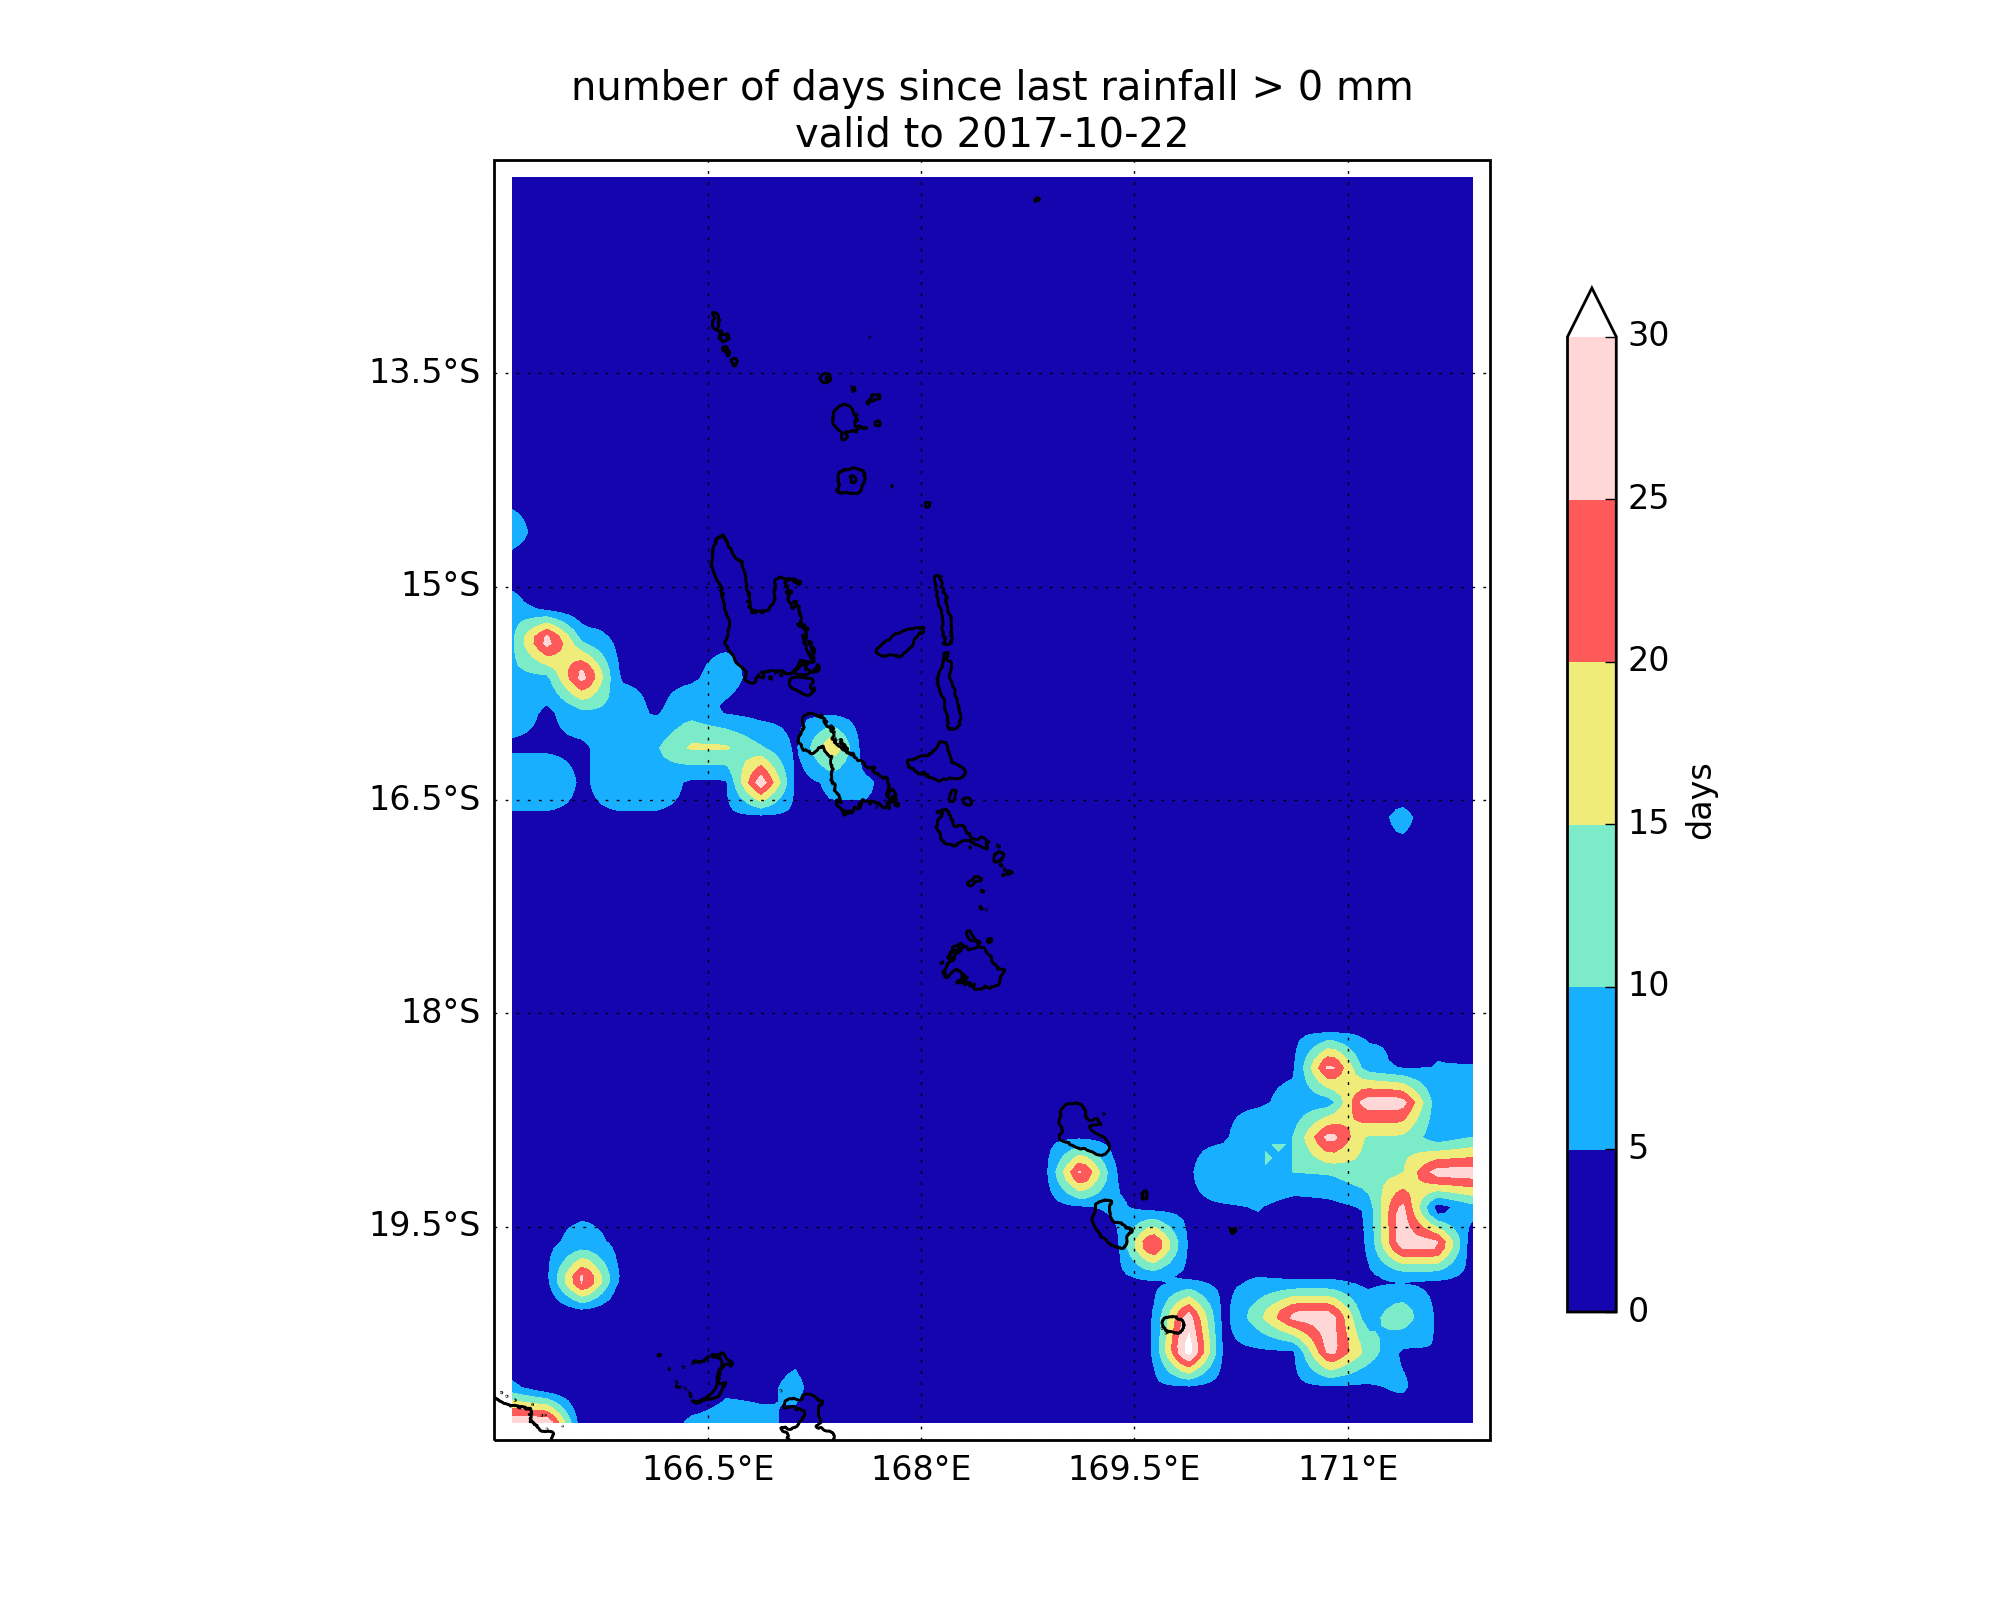 number of days since last rainfall > 0 mm
valid to 2017-10-22
13.5°S
15°S
16.5°S
18°S
19.5°S
166.5°E
168°E
169.5°E
171°E
30
25
20
15
10
5
0
days